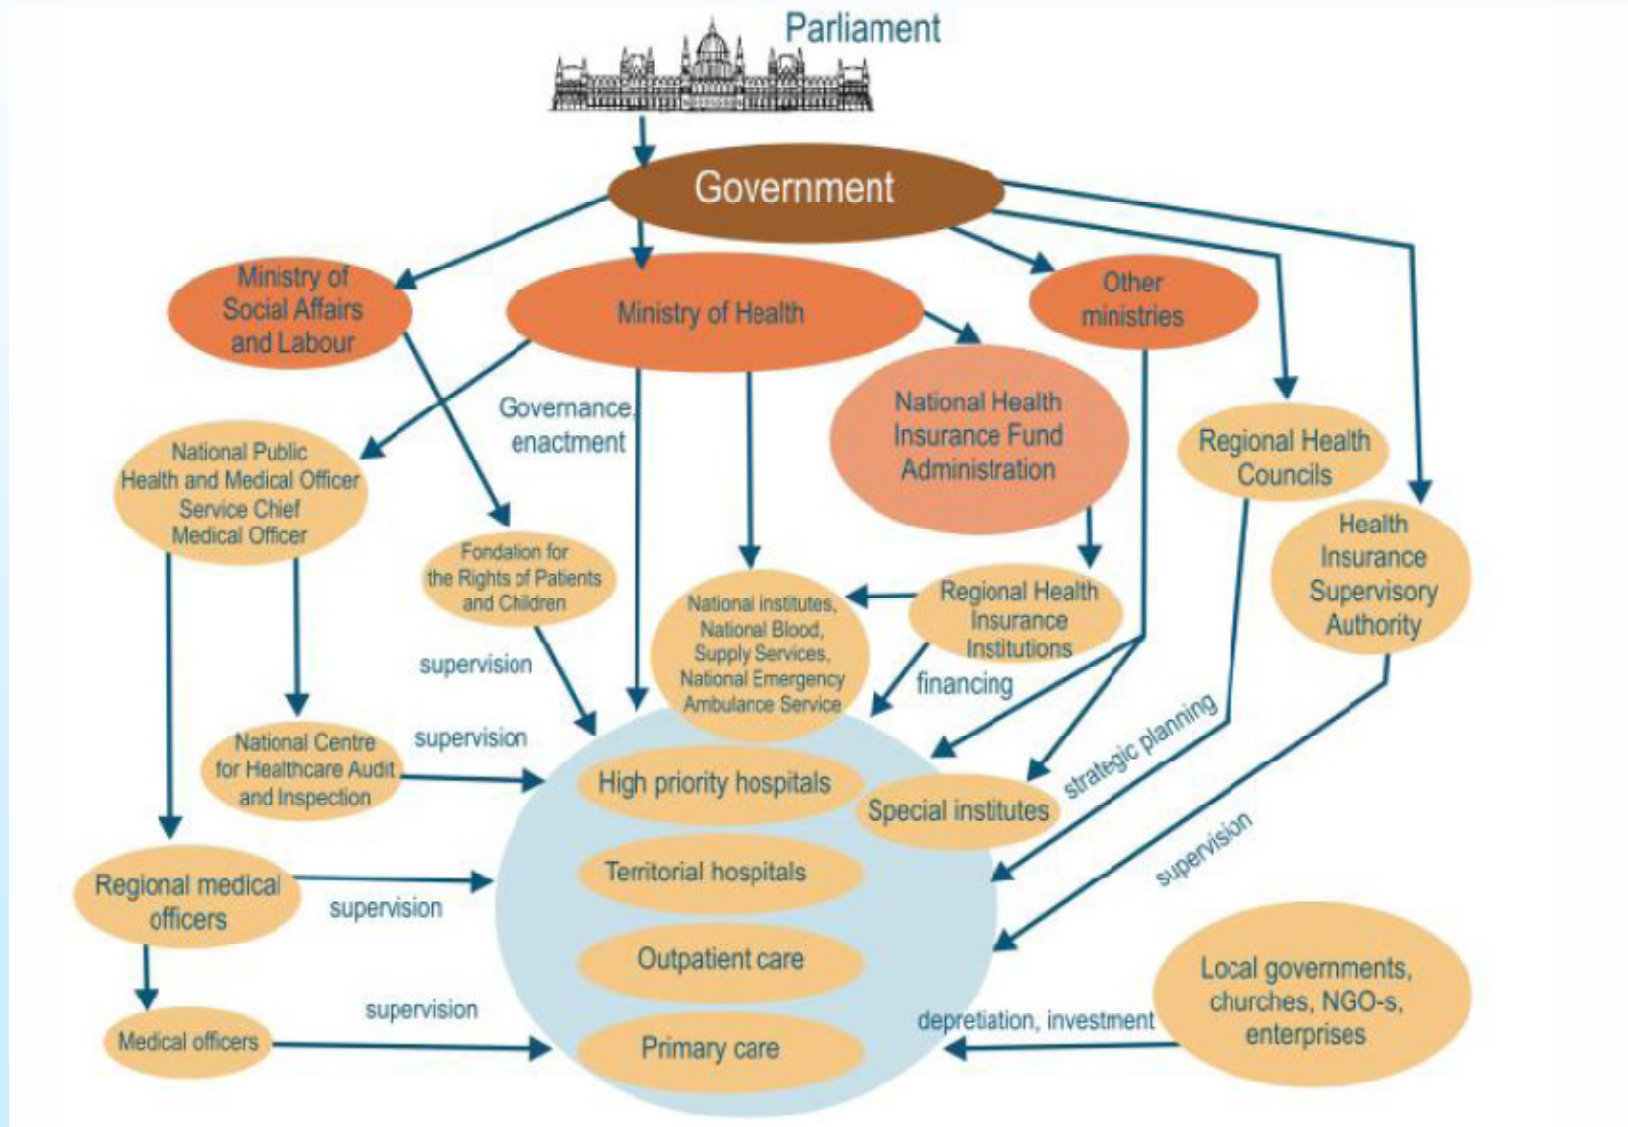 Parliament
Government
Ministry of
Social Affairs
and Labour
Ministry of Health
Other
ministries
National Health
Insurance Fund
Administration
Regional Health
Councils
Governance,
enactment
National Public
Health and Medical Officer
Service Chief
Medical Officer
Health
Insurance
Supervisory
Authority
Fondalion for
the Rights of Patients
and Children
National institutes,
National Blood,
Supply Services,
National Emergency
Ambulance Service
Regional Health
Insurance
Institutions
supervision
financing
National Centre
for Healthcare Audit
and Inspection
supervision
strategic planning
High priority hospitals
Special institutes
supervision
Territorial hospitals
Regional medical
officers
supervision
Outpatient care
Local governments,
churches, NGO-s,
enterprises
supervision
depretiation, investment
Medical officers
Primary care